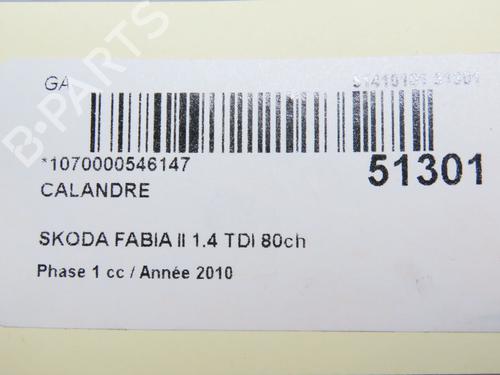 GA
*1070000546147
51301
CALANDRE
SKODA FABIA II 1.4 TDI 80ch
Phase 1 cc / Année 2010
B-PARTS